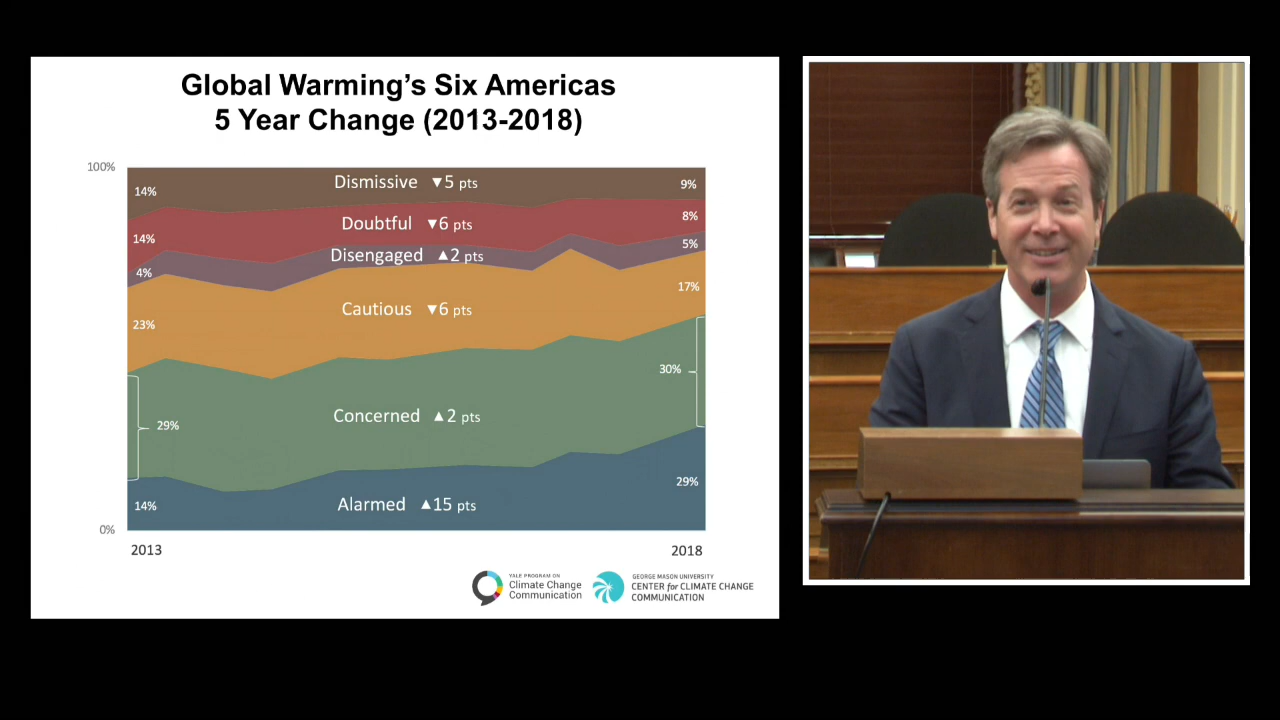 Global Warming's Six Americas
5 Year Change (2013-2018)
100%
14%
Dismissive ▼5 pts
9%
14%
Doubtful ▼6 pts
8%
4%
Disengaged ▲2 pts
5%
23%
Cautious ▼6 pts
17%
29%
Concerned ▲2 pts
30%
14%
Alarmed ▲15 pts
29%
0%
2013
2018
YALE PROGRAM ON
Climate Change
Communication
GEORGE MASON UNIVERSITY
CENTER for CLIMATE CHANGE
COMMUNICATION